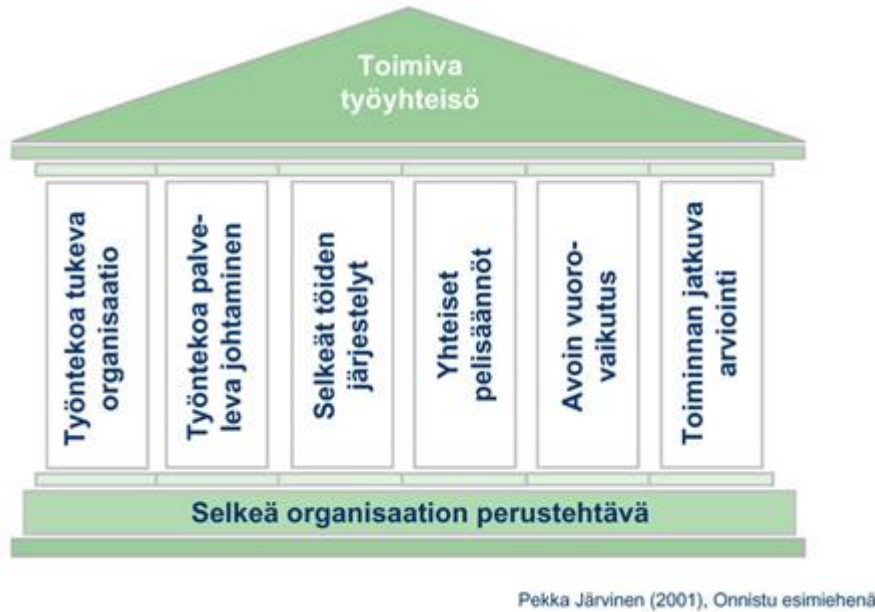 Toimiva
työyhteisö
Työntekoa tukeva
organisaatio
Työntekoa palve-
leva johtaminen
Selkeät töiden
järjestelyt
Yhteiset
pelisäännöt
Avoin vuoro-
vaikutus
Toiminnan jatkuva
arviointi
Selkeä organisaation perustehtävä
Pekka Järvinen (2001), Onnistu esimiehenä